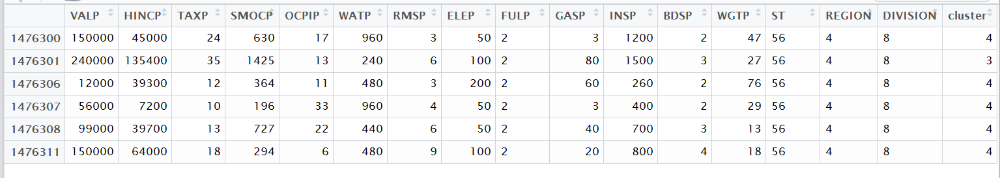 VALP HINCP TAXP SMOCP OCPIP WATP RMSP ELEP FULP GASP INSP BDSP WGTP ST REGION DIVISION cluster
1476300 150000 45000 24 630 17 960 3 50 2 3 1200 2 47 56 4 8 4
1476301 240000 135400 35 1425 13 240 6 100 2 80 1500 3 27 56 4 8 3
1476306 12000 39300 12 364 11 480 3 200 2 60 260 2 76 56 4 8 4
1476307 56000 7200 10 196 33 960 4 50 2 3 400 2 29 56 4 8 4
1476308 99000 39700 13 727 22 440 6 50 2 40 700 3 13 56 4 8 4
1476311 150000 64000 18 294 6 480 9 100 2 20 800 4 18 56 4 8 4